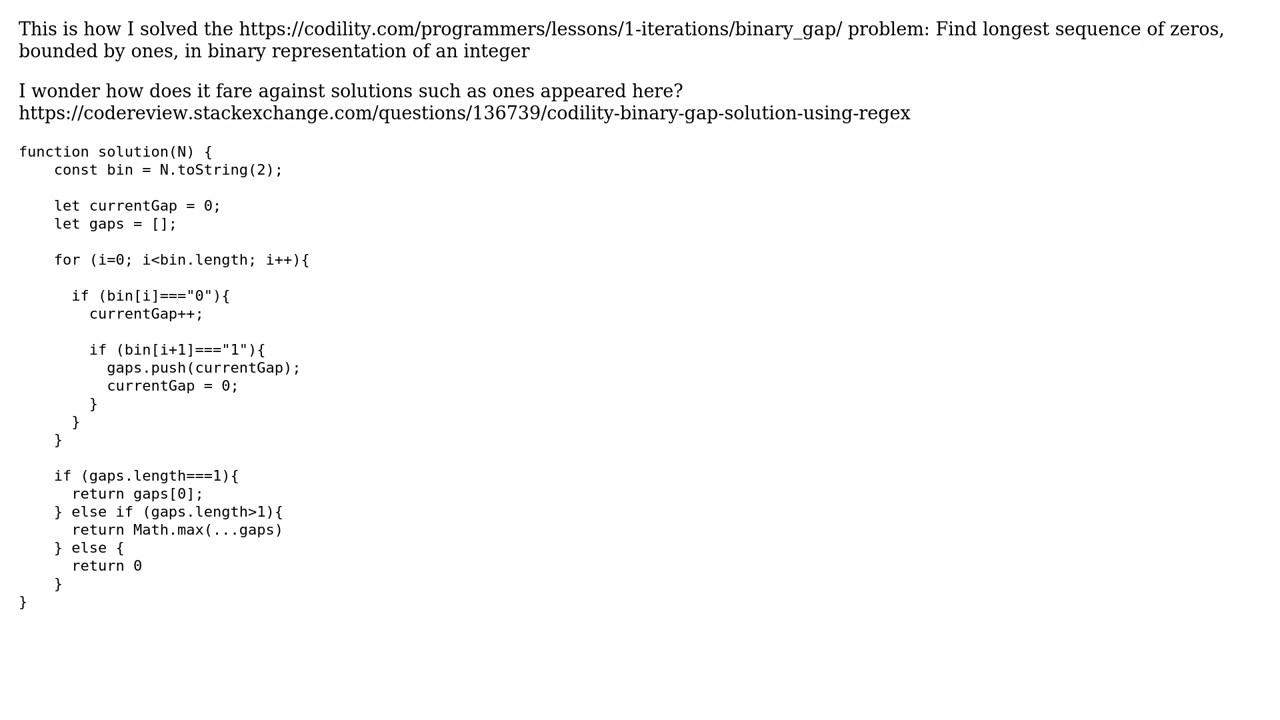 This is how I solved the https://codility.com/programmers/lessons/1-iterations/binary_gap/ problem: Find longest sequence of zeros,
bounded by ones, in binary representation of an integer
I wonder how does it fare against solutions such as ones appeared here?
https://codereview.stackexchange.com/questions/136739/codility-binary-gap-solution-using-regex
function solution(N) {
    const bin = N.toString(2);
    let currentGap = 0;
    let gaps = [];
    for (i=0; i<bin.length; i++){
      if (bin[i]==="0"){
        currentGap++;
        if (bin[i+1]==="1"){
          gaps.push(currentGap);
          currentGap = 0;
        }
      }
    }
    if (gaps.length===1){
      return gaps[0];
    } else if (gaps.length>1){
      return Math.max(...gaps)
    } else {
      return 0
    }
}